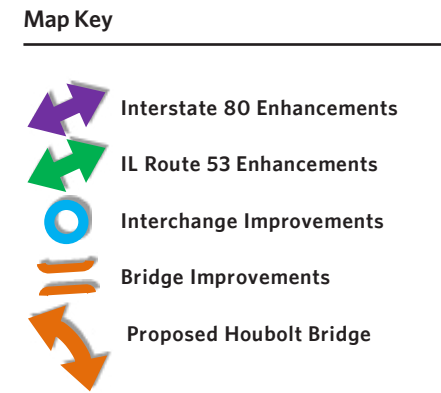 Map Key
Interstate 80 Enhancements
IL Route 53 Enhancements
Interchange Improvements
Bridge Improvements
Proposed Houbolt Bridge